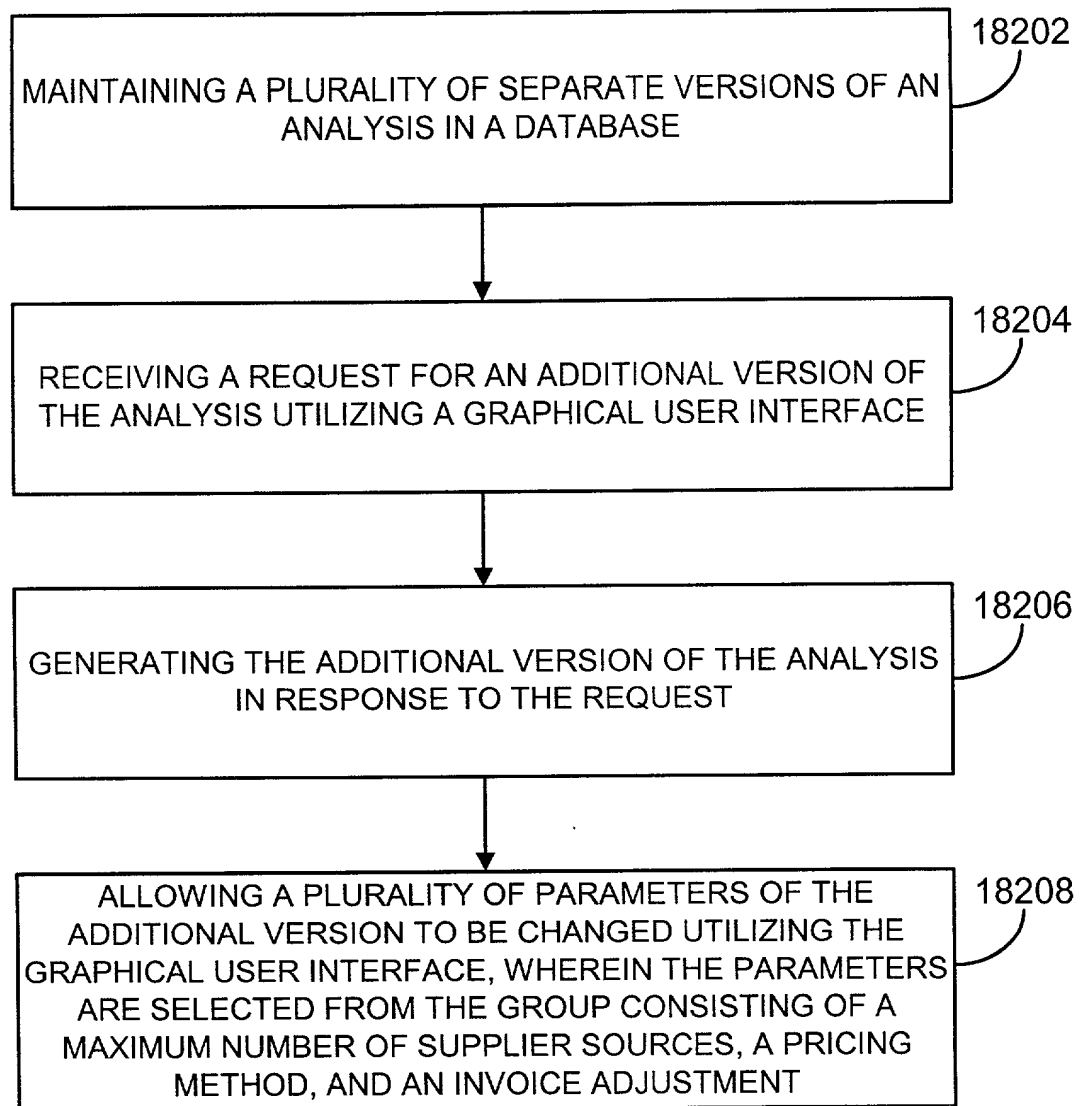 18202
MAINTAINING A PLURALITY OF SEPARATE VERSIONS OF AN
ANALYSIS IN A DATABASE
18204
RECEIVING A REQUEST FOR AN ADDITIONAL VERSION OF
THE ANALYSIS UTILIZING A GRAPHICAL USER INTERFACE
18206
GENERATING THE ADDITIONAL VERSION OF THE ANALYSIS
IN RESPONSE TO THE REQUEST
18208
ALLOWING A PLURALITY OF PARAMETERS OF THE
ADDITIONAL VERSION TO BE CHANGED UTILIZING THE
GRAPHICAL USER INTERFACE, WHEREIN THE PARAMETERS
ARE SELECTED FROM THE GROUP CONSISTING OF A
MAXIMUM NUMBER OF SUPPLIER SOURCES, A PRICING
METHOD, AND AN INVOICE ADJUSTMENT